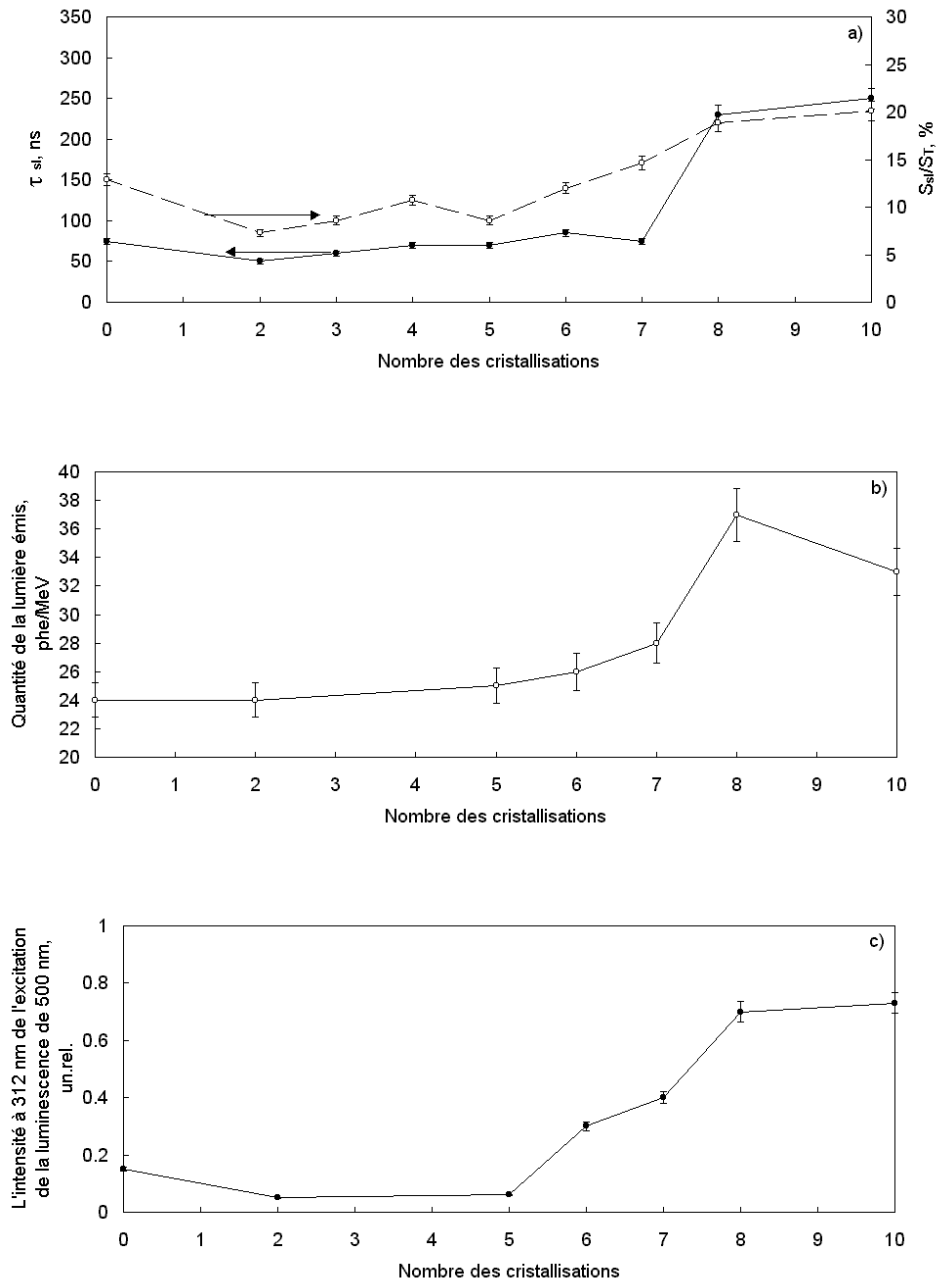 a)
350
300
250
200
150
100
50
0
30
25
20
15
10
5
0
τ sl, ns
Ssl/ST, %
0 1 2 3 4 5 6 7 8 9 10
Nombre des cristallisations
b)
40
38
36
34
32
30
28
26
24
22
20
Quantité de la lumière émis,
phe/MeV
0 1 2 3 4 5 6 7 8 9 10
Nombre des cristallisations
c)
1
0.8
0.6
0.4
0.2
0
L'intensité à 312 nm de l'excitation
de la luminescence de 500 nm,
un.rel.
0 1 2 3 4 5 6 7 8 9 10
Nombre des cristallisations